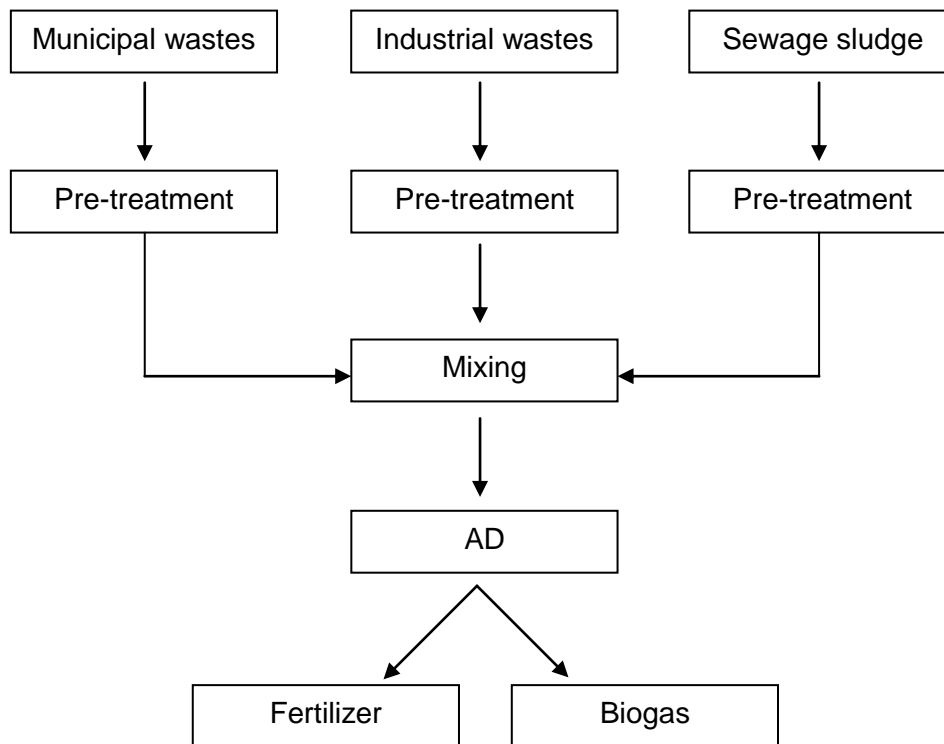 Municipal wastes
Industrial wastes
Sewage sludge
Pre-treatment
Pre-treatment
Pre-treatment
Mixing
AD
Fertilizer
Biogas